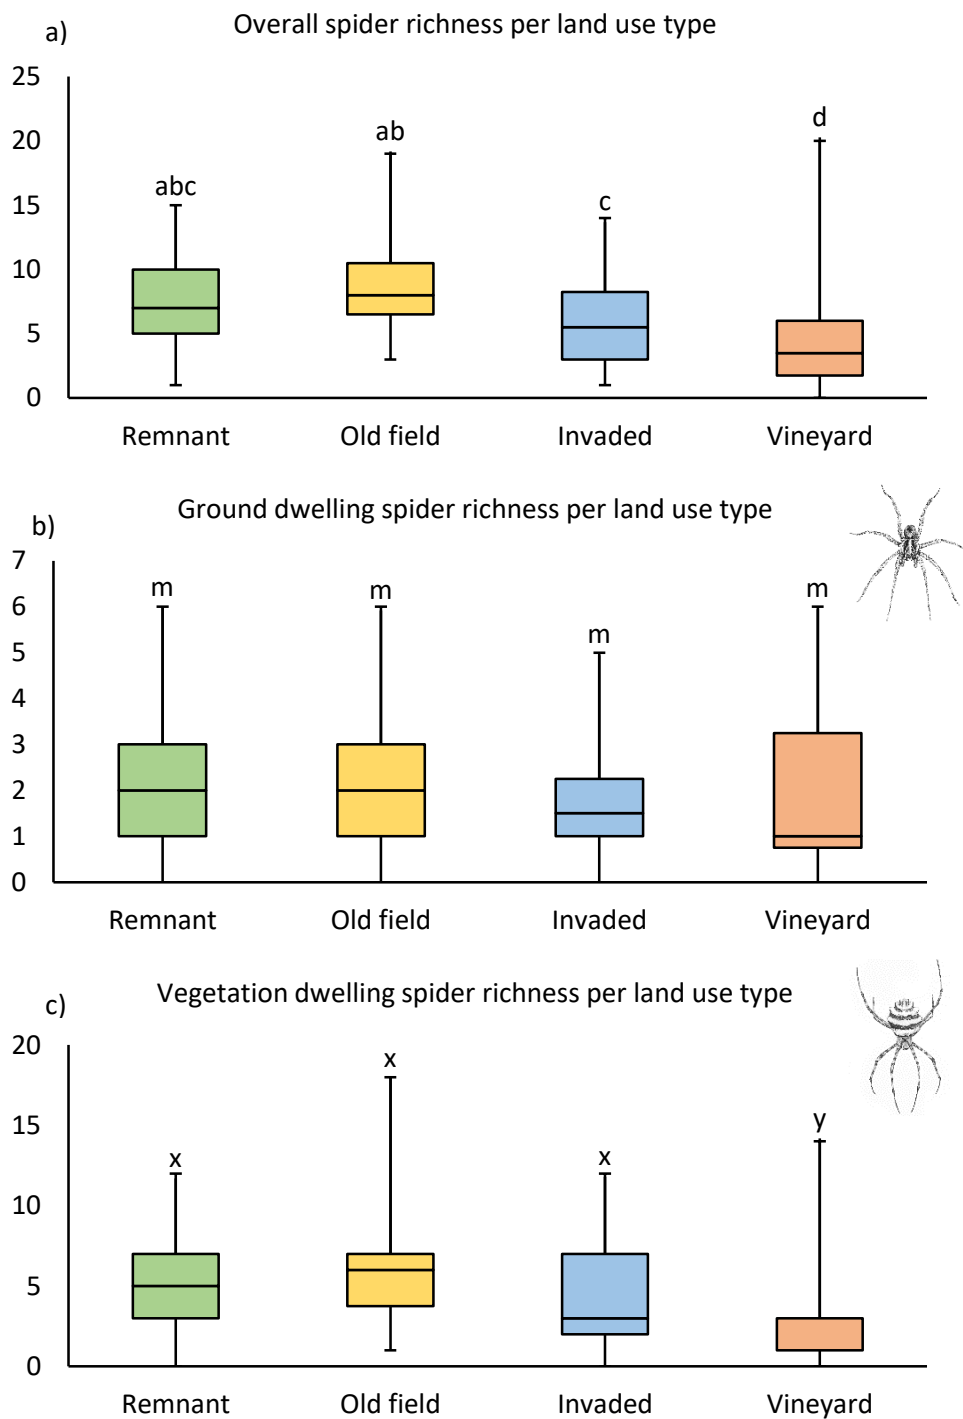 a)
Overall spider richness per land use type
25
20
15
10
5
0
abc
ab
c
d
Remnant Old field Invaded Vineyard
b)
Ground dwelling spider richness per land use type
7
6
5
4
3
2
1
0
m
m
m
m
Remnant Old field Invaded Vineyard
c)
Vegetation dwelling spider richness per land use type
20
15
10
5
0
x
x
x
y
Remnant Old field Invaded Vineyard